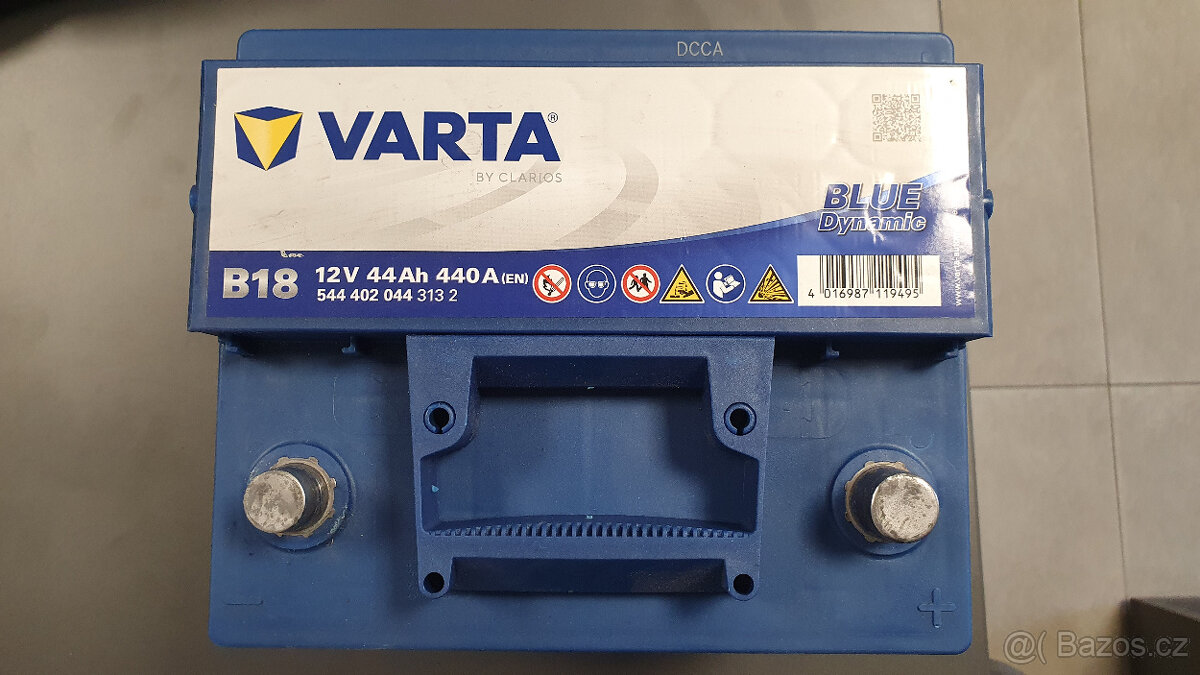 DCCA
VARTA®
BY CLARIOS
BLUE
Dynamic
B18 12V 44Ah 440A (EN)
544 402 044 313 2
4 016987 119495
− +
@( Bazos.cz